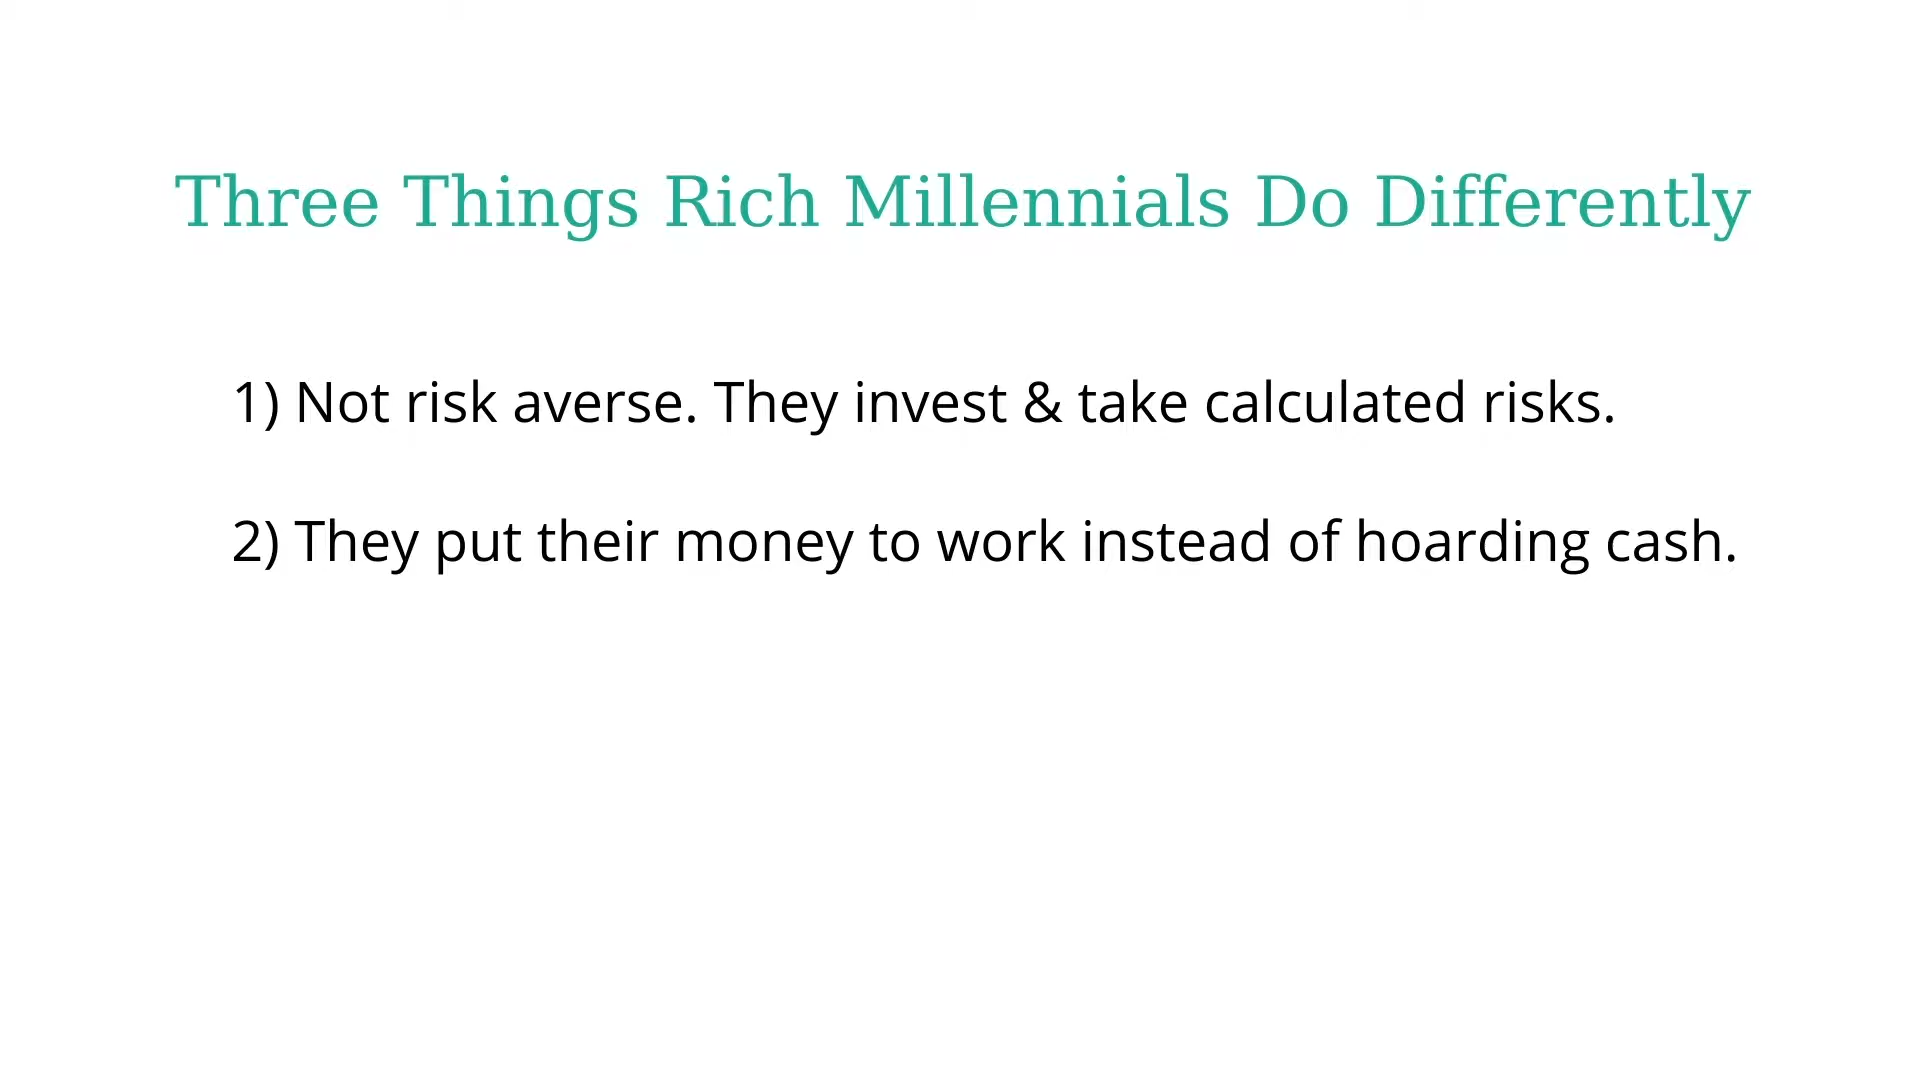 Three Things Rich Millennials Do Differently
1) Not risk averse. They invest & take calculated risks.
2) They put their money to work instead of hoarding cash.